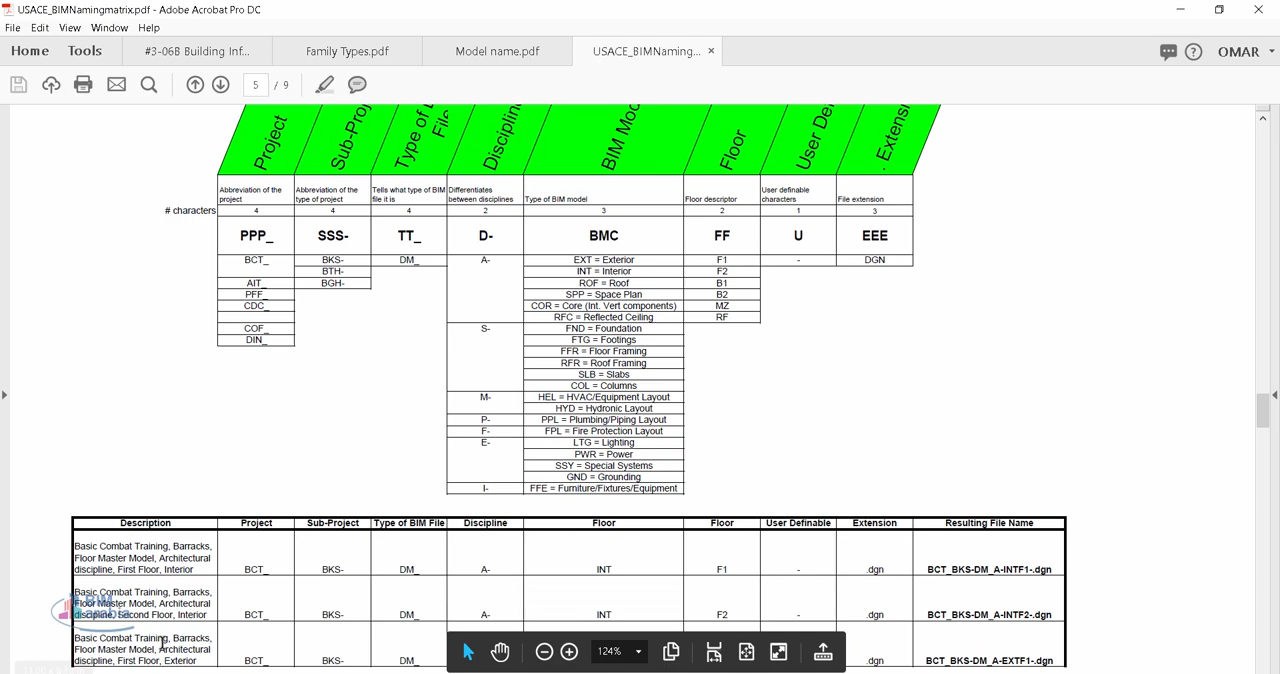 USACE_BIMNamingmatrix.pdf - Adobe Acrobat Pro DC
File Edit View Window Help
Home Tools #3-06B Building Inf... Family Types.pdf Model name.pdf USACE_BIMNaming... × OMAR
5 / 9
Project Sub-Proj Type of File Disciplin BIM Mod Floor User De . Extensi
Abbreviation of the project Abbreviation of the type of project Tells what type of BIM file it is Differentiates between disciplines Type of BIM model Floor descriptor User definable characters File extension
# characters 4 4 4 2 3 2 1 3
PPP_ SSS- TT_ D- BMC FF U EEE
BCT_ BKS- DM_ A- EXT = Exterior F1 - DGN
BTH- INT = Interior F2
AIT_ BGH- ROF = Roof B1
PFF_ SPP = Space Plan B2
CDC_ COR = Core (Int. Vert components) MZ
RFC = Reflected Ceiling RF
COF_ S- FND = Foundation
DIN_ FTG = Footings
FFR = Floor Framing
RFR = Roof Framing
SLB = Slabs
COL = Columns
M- HEL = HVAC/Equipment Layout
HYD = Hydronic Layout
P- PPL = Plumbing/Piping Layout
F- FPL = Fire Protection Layout
E- LTG = Lighting
PWR = Power
SSY = Special Systems
GND = Grounding
I- FFE = Furniture/Fixtures/Equipment
Description Project Sub-Project Type of BIM File Discipline Floor Floor User Definable Extension Resulting File Name
Basic Combat Training, Barracks,
Floor Master Model, Architectural
discipline, First Floor, Interior BCT_ BKS- DM_ A- INT F1 - .dgn BCT_BKS-DM_A-INTF1-.dgn
Basic Combat Training, Barracks,
Floor Master Model, Architectural
discipline, Second Floor, Interior BCT_ BKS- DM_ A- INT F2 - .dgn BCT_BKS-DM_A-INTF2-.dgn
Basic Combat Training, Barracks,
Floor Master Model, Architectural
discipline, First Floor, Exterior BCT_ BKS- DM_ .dgn BCT_BKS-DM_A-EXTF1-.dgn
BIM
arabia
124%